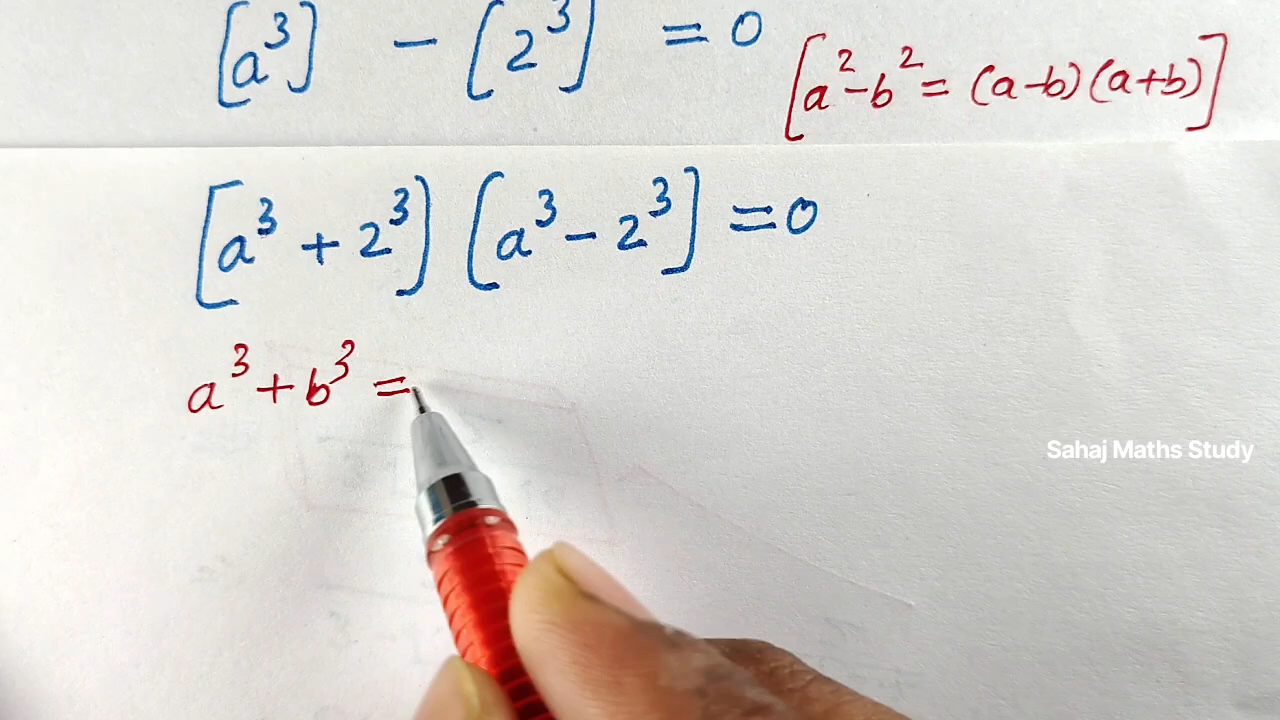 [a³] - [2³] = 0
[a² - b² = (a-b)(a+b)]
[a³ + 2³] [a³ - 2³] = 0
a³ + b³ =
Sahaj Maths Study